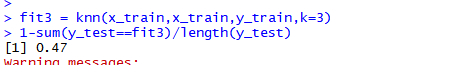 >
> fit3 = knn(x_train,x_train,y_train,k=3)
> 1-sum(y_test==fit3)/length(y_test)
[1] 0.47
Warning messages: